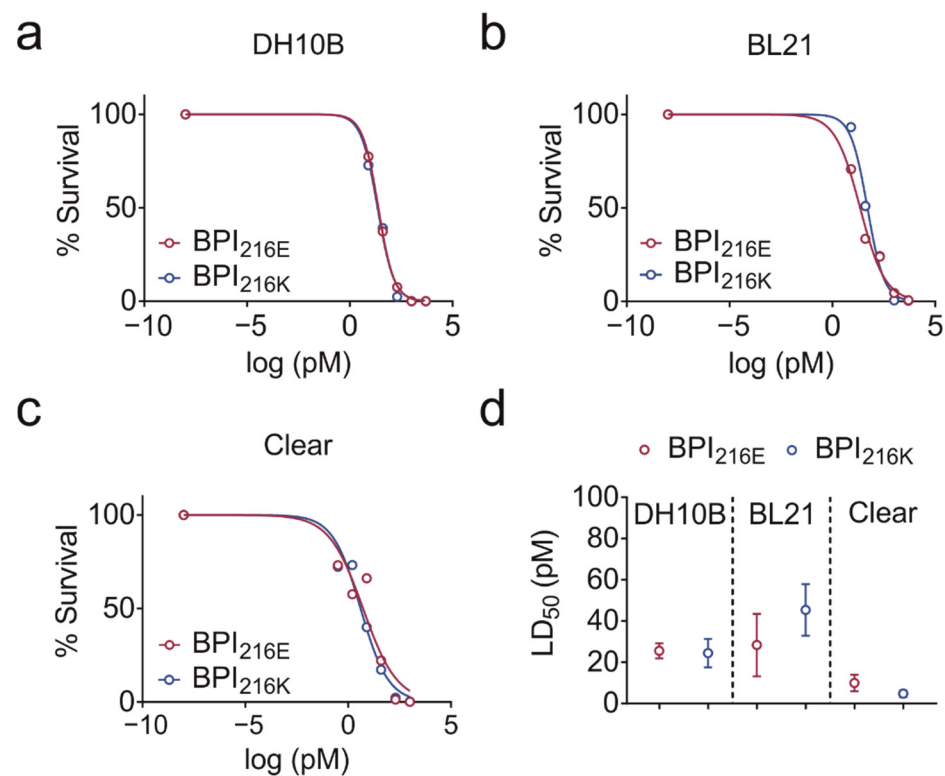 a
DH10B
% Survival
100
50
0
BPI216E
BPI216K
−10 −5 0 5
log (pM)
b
BL21
% Survival
100
50
0
BPI216E
BPI216K
−10 −5 0 5
log (pM)
c
Clear
% Survival
100
50
0
BPI216E
BPI216K
−10 −5 0 5
log (pM)
d
BPI216E BPI216K
LD50 (pM)
100
80
60
40
20
0
DH10B BL21 Clear